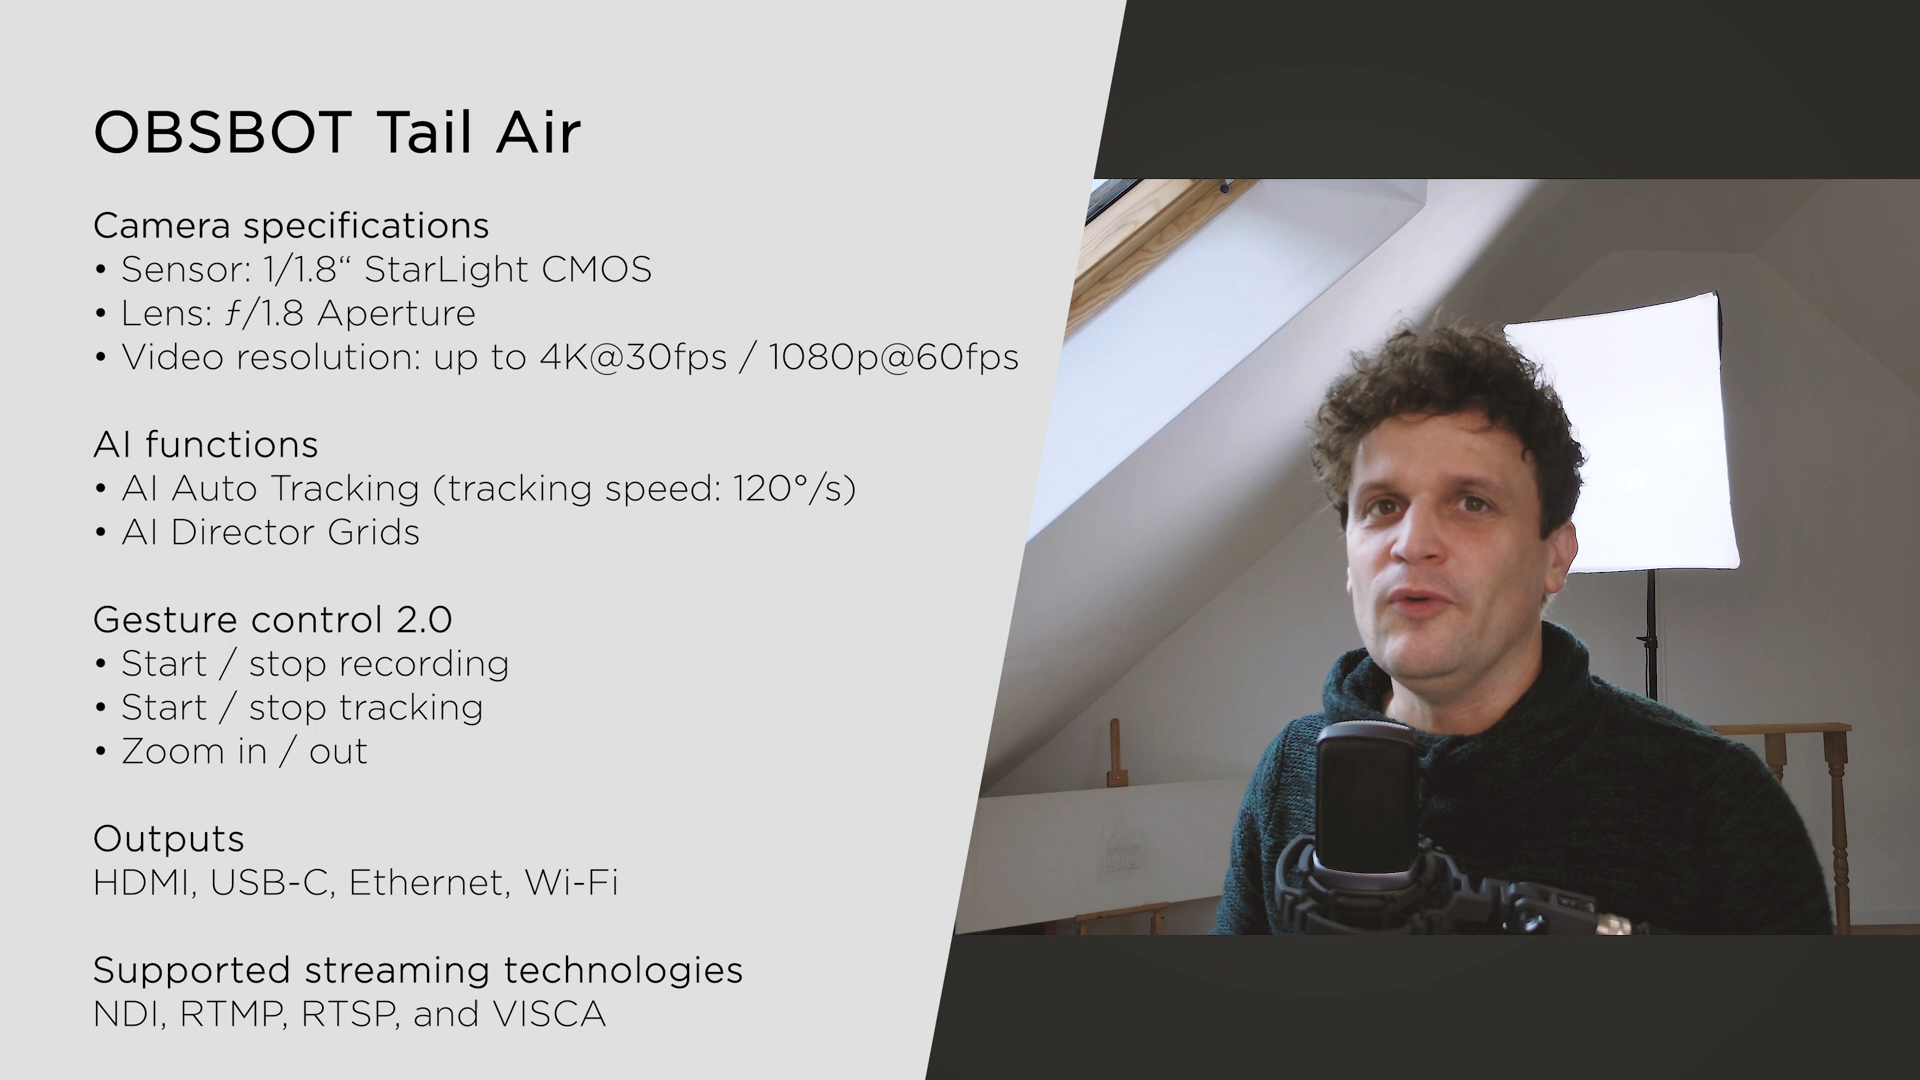 OBSBOT Tail Air
Camera specifications
• Sensor: 1/1.8“ StarLight CMOS
• Lens: ƒ/1.8 Aperture
• Video resolution: up to 4K@30fps / 1080p@60fps
AI functions
• AI Auto Tracking (tracking speed: 120°/s)
• AI Director Grids
Gesture control 2.0
• Start / stop recording
• Start / stop tracking
• Zoom in / out
Outputs
HDMI, USB-C, Ethernet, Wi-Fi
Supported streaming technologies
NDI, RTMP, RTSP, and VISCA